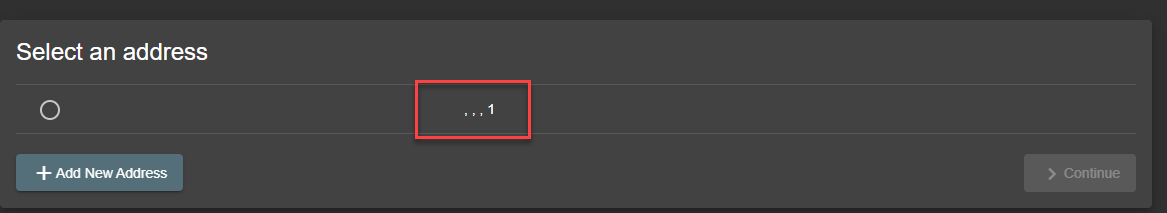 Select an address
, , , 1
Add New Address
Continue